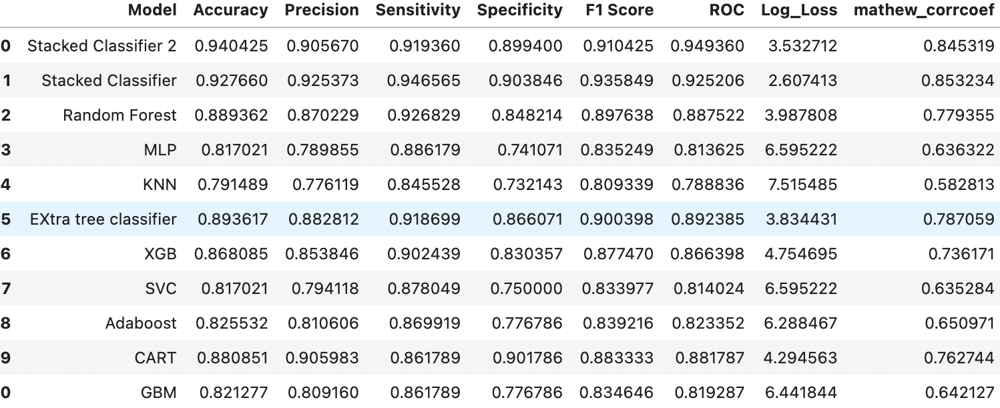 Model Accuracy Precision Sensitivity Specificity F1 Score ROC Log_Loss mathew_corrcoef
0 Stacked Classifier 2 0.940425 0.905670 0.919360 0.899400 0.910425 0.949360 3.532712 0.845319
1 Stacked Classifier 0.927660 0.925373 0.946565 0.903846 0.935849 0.925206 2.607413 0.853234
2 Random Forest 0.889362 0.870229 0.926829 0.848214 0.897638 0.887522 3.987808 0.779355
3 MLP 0.817021 0.789855 0.886179 0.741071 0.835249 0.813625 6.595222 0.636322
4 KNN 0.791489 0.776119 0.845528 0.732143 0.809339 0.788836 7.515485 0.582813
5 EXtra tree classifier 0.893617 0.882812 0.918699 0.866071 0.900398 0.892385 3.834431 0.787059
6 XGB 0.868085 0.853846 0.902439 0.830357 0.877470 0.866398 4.754695 0.736171
7 SVC 0.817021 0.794118 0.878049 0.750000 0.833977 0.814024 6.595222 0.635284
8 Adaboost 0.825532 0.810606 0.869919 0.776786 0.839216 0.823352 6.288467 0.650971
9 CART 0.880851 0.905983 0.861789 0.901786 0.883333 0.881787 4.294563 0.762744
0 GBM 0.821277 0.809160 0.861789 0.776786 0.834646 0.819287 6.441844 0.642127